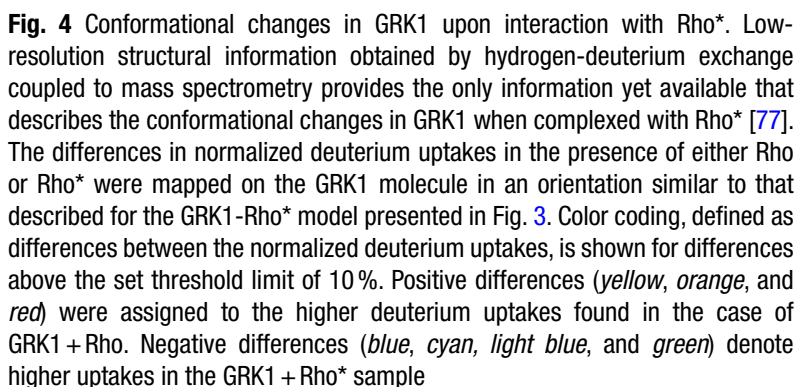 Fig. 4 Conformational changes in GRK1 upon interaction with Rho*. Low-
resolution structural information obtained by hydrogen-deuterium exchange
coupled to mass spectrometry provides the only information yet available that
describes the conformational changes in GRK1 when complexed with Rho* [77].
The differences in normalized deuterium uptakes in the presence of either Rho
or Rho* were mapped on the GRK1 molecule in an orientation similar to that
described for the GRK1-Rho* model presented in Fig. 3. Color coding, defined as
differences between the normalized deuterium uptakes, is shown for differences
above the set threshold limit of 10 %. Positive differences (yellow, orange, and
red) were assigned to the higher deuterium uptakes found in the case of
GRK1 + Rho. Negative differences (blue, cyan, light blue, and green) denote
higher uptakes in the GRK1 + Rho* sample